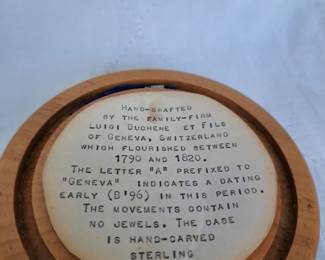 HAND-CRAFTED
BY THE FAMILY-FIRM
LUIGI DUCHENE ET FILS
OF GENEVA, SWITZERLAND
WHICH FLOURISHED BETWEEN
1790 AND 1820.
THE LETTER "A" PREFIXED TO
"GENEVA" INDICATES A DATING
EARLY (B'96) IN THIS PERIOD.
THE MOVEMENTS CONTAIN
NO JEWELS. THE CASE
IS HAND-CARVED
STERLING